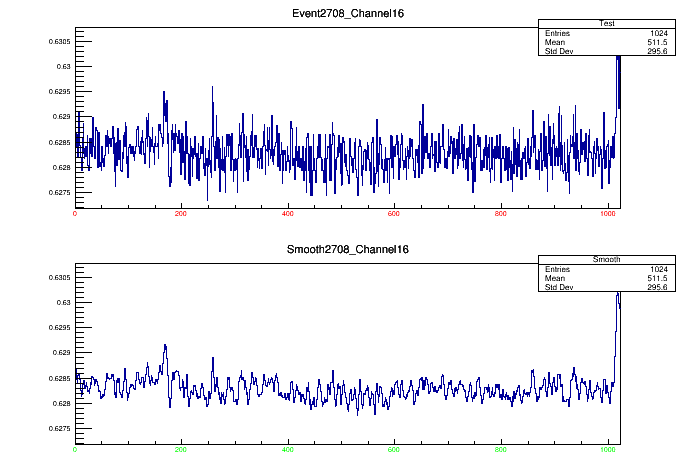 Event2708_Channel16
Test
Entries 1024
Mean 511.5
Std Dev 295.6
0.6305
0.63
0.6295
0.629
0.6285
0.628
0.6275
0 200 400 600 800 1000
Smooth2708_Channel16
Smooth
Entries 1024
Mean 511.5
Std Dev 295.6
0.6305
0.63
0.6295
0.629
0.6285
0.628
0.6275
0 200 400 600 800 1000